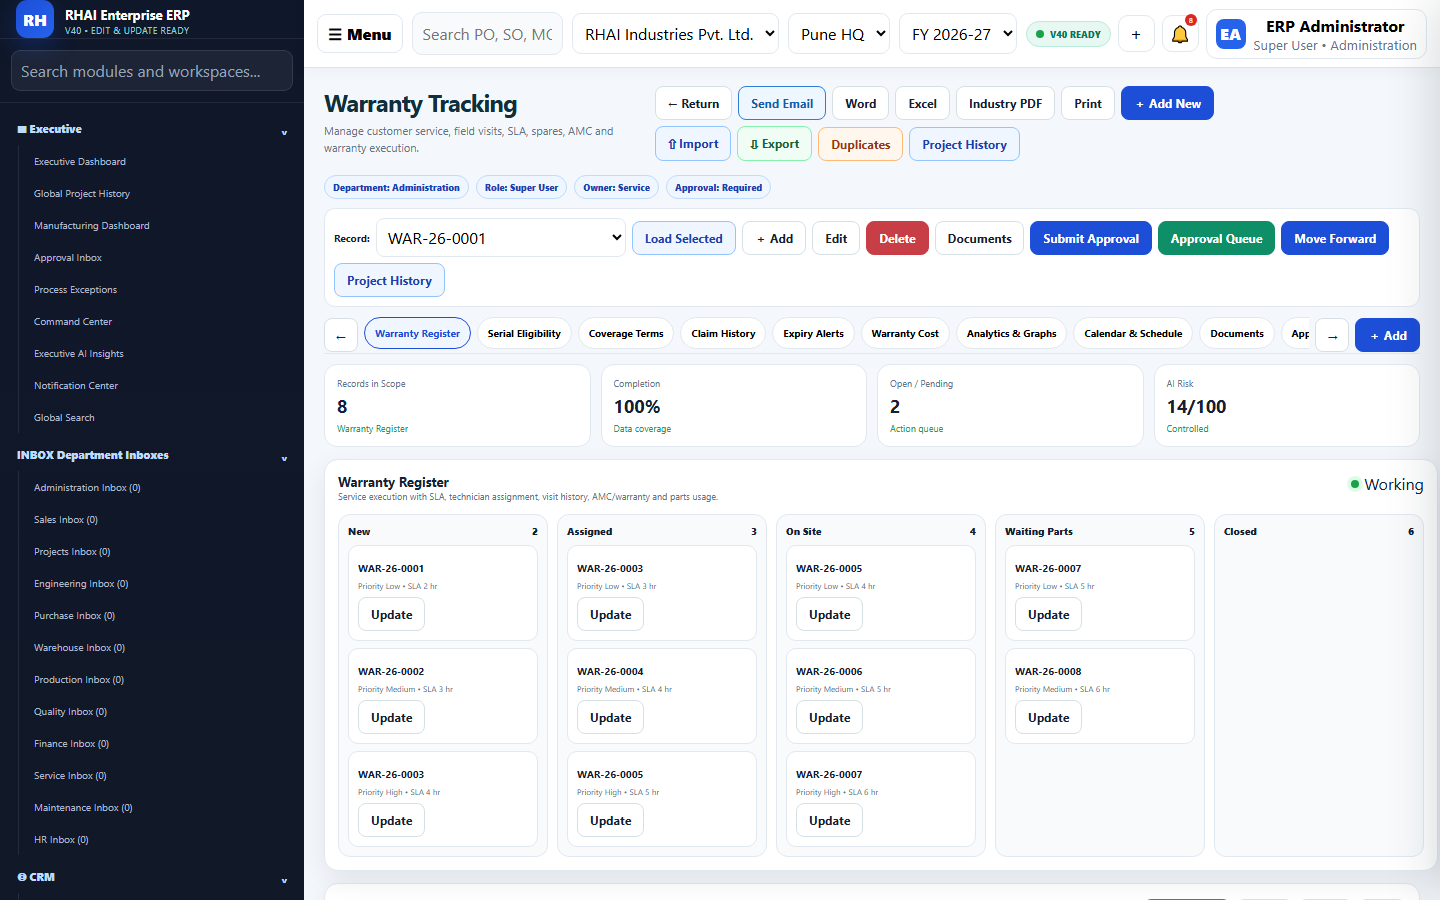 RH
RHAI Enterprise ERP
V40 • EDIT & UPDATE READY
Search modules and workspaces...
Executive
Executive Dashboard
Global Project History
Manufacturing Dashboard
Approval Inbox
Process Exceptions
Command Center
Executive AI Insights
Notification Center
Global Search
INBOX Department Inboxes
Administration Inbox (0)
Sales Inbox (0)
Projects Inbox (0)
Engineering Inbox (0)
Purchase Inbox (0)
Warehouse Inbox (0)
Production Inbox (0)
Quality Inbox (0)
Finance Inbox (0)
Service Inbox (0)
Maintenance Inbox (0)
HR Inbox (0)
CRM
☰ Menu
Search PO, SO, MO
RHAI Industries Pvt. Ltd.
Pune HQ
FY 2026-27
V40 READY
+
8
EA
ERP Administrator
Super User • Administration
Warranty Tracking
Manage customer service, field visits, SLA, spares, AMC and
warranty execution.
← Return
Send Email
Word
Excel
Industry PDF
Print
+ Add New
⇧ Import
⇩ Export
Duplicates
Project History
Department: Administration
Role: Super User
Owner: Service
Approval: Required
Record:
WAR-26-0001
Load Selected
+ Add
Edit
Delete
Documents
Submit Approval
Approval Queue
Move Forward
Project History
←
Warranty Register
Serial Eligibility
Coverage Terms
Claim History
Expiry Alerts
Warranty Cost
Analytics & Graphs
Calendar & Schedule
Documents
App
→
+ Add
Records in Scope
8
Warranty Register
Completion
100%
Data coverage
Open / Pending
2
Action queue
AI Risk
14/100
Controlled
Warranty Register
Service execution with SLA, technician assignment, visit history, AMC/warranty and parts usage.
Working
New 2
WAR-26-0001
Priority Low • SLA 2 hr
Update
WAR-26-0002
Priority Medium • SLA 3 hr
Update
WAR-26-0003
Priority High • SLA 4 hr
Update
Assigned 3
WAR-26-0003
Priority Low • SLA 3 hr
Update
WAR-26-0004
Priority Medium • SLA 4 hr
Update
WAR-26-0005
Priority High • SLA 5 hr
Update
On Site 4
WAR-26-0005
Priority Low • SLA 4 hr
Update
WAR-26-0006
Priority Medium • SLA 5 hr
Update
WAR-26-0007
Priority High • SLA 6 hr
Update
Waiting Parts 5
WAR-26-0007
Priority Low • SLA 5 hr
Update
WAR-26-0008
Priority Medium • SLA 6 hr
Update
Closed 6